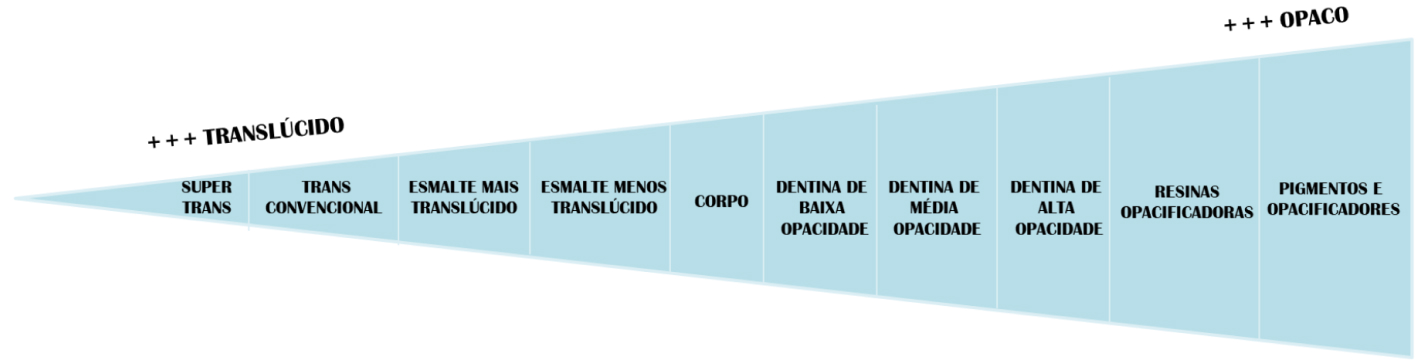 + + + OPACO
+ + + TRANSLÚCIDO
SUPER
TRANS
TRANS
CONVENCIONAL
ESMALTE MAIS
TRANSLÚCIDO
ESMALTE MENOS
TRANSLÚCIDO
CORPO
DENTINA DE
BAIXA
OPACIDADE
DENTINA DE
MÉDIA
OPACIDADE
DENTINA DE
ALTA
OPACIDADE
RESINAS
OPACIFICADORAS
PIGMENTOS E
OPACIFICADORES